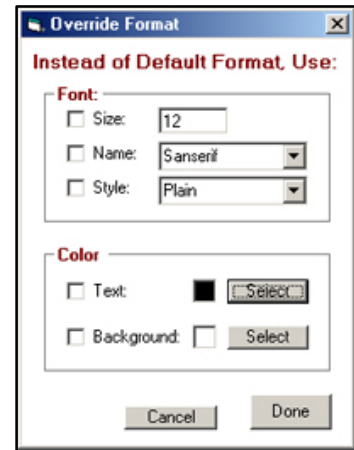 Override Format
Instead of Default Format, Use:
Font:
Size: 12
Name: Sanserif
Style: Plain
Color
Text: Select
Background: Select
Cancel Done